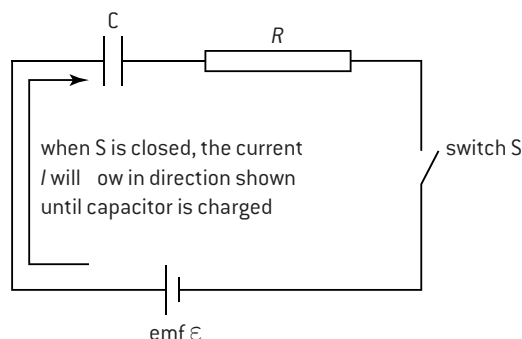 C
R
when S is closed, the current
I will ow in direction shown
until capacitor is charged
switch S
emf ε